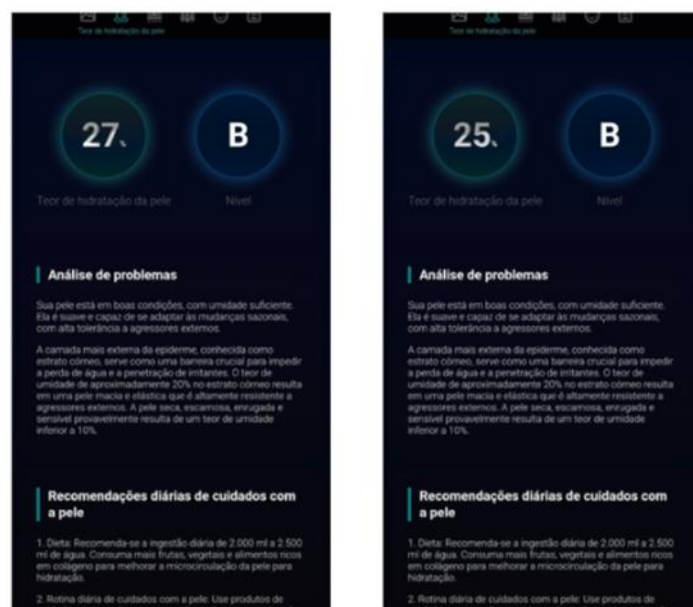 Teor de hidratação da pele
27%
B
Teor de hidratação da pele
Nível
Análise de problemas
Sua pele está em boas condições, com umidade suficiente.
Ela é suave e capaz de se adaptar às mudanças sazonais,
com alta tolerância a agressores externos.
A camada mais externa da epiderme, conhecida como
estrato córneo, serve como uma barreira crucial para impedir
a perda de água e a penetração de irritantes. O teor de
umidade de aproximadamente 20% no estrato córneo resulta
em uma pele macia e elástica que é altamente resistente a
agressores externos. A pele seca, escamosa, enrugada e
sensível provavelmente resulta de um teor de umidade
inferior a 10%.
Recomendações diárias de cuidados com
a pele
1. Dieta: Recomenda-se a ingestão diária de 2.000 ml a 2.500
ml de água. Consuma mais frutas, vegetais e alimentos ricos
em colágeno para melhorar a microcirculação da pele para
hidratação.
2. Rotina diária de cuidados com a pele: Use produtos de
Teor de hidratação da pele
25%
B
Teor de hidratação da pele
Nível
Análise de problemas
Sua pele está em boas condições, com umidade suficiente.
Ela é suave e capaz de se adaptar às mudanças sazonais,
com alta tolerância a agressores externos.
A camada mais externa da epiderme, conhecida como
estrato córneo, serve como uma barreira crucial para impedir
a perda de água e a penetração de irritantes. O teor de
umidade de aproximadamente 20% no estrato córneo resulta
em uma pele macia e elástica que é altamente resistente a
agressores externos. A pele seca, escamosa, enrugada e
sensível provavelmente resulta de um teor de umidade
inferior a 10%.
Recomendações diárias de cuidados com
a pele
1. Dieta: Recomenda-se a ingestão diária de 2.000 ml a 2.500
ml de água. Consuma mais frutas, vegetais e alimentos ricos
em colágeno para melhorar a microcirculação da pele para
hidratação.
2. Rotina diária de cuidados com a pele: Use produtos de